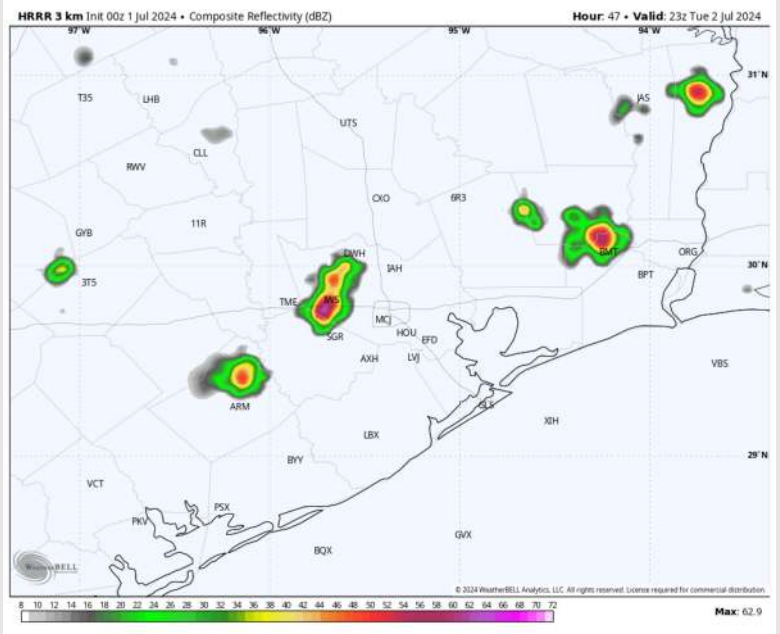 HRRR 3 km Init 00z 1 Jul 2024 • Composite Reflectivity (dBZ) Hour: 47 • Valid: 23z Tue 2 Jul 2024
97°W 96°W 95°W 94°W
31°N
T35 LHB JAS
UTS
CLL
RWV
CXO 6R3
11R
GYB
DWH BMT ORG
30°N
3T5 IAH BPT
TME IWS
MCJ
SGR HOU EFD
AXH LVJ VBS
ARM GLS
XIH
LBX
29°N
BYY
VCT
PSX
PKV
GVX
BQX
WeatherBELL
© 2024 WeatherBELL Analytics, LLC. All rights reserved. License required for commercial distribution.
8 10 12 14 16 18 20 22 24 26 28 30 32 34 36 38 40 42 44 46 48 50 52 54 56 58 60 62 64 66 68 70 72 Max: 62.9